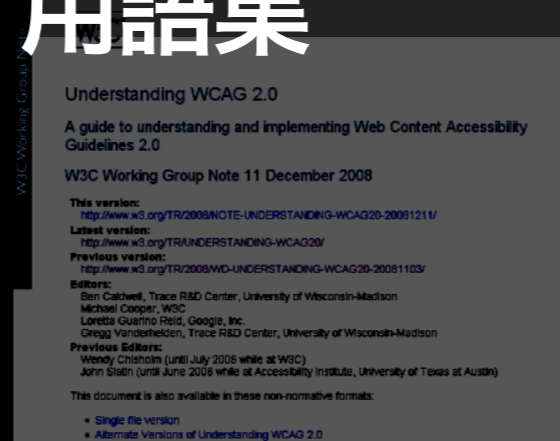 用語集
W3C
W3C Working Group Note
Understanding WCAG 2.0
A guide to understanding and implementing Web Content Accessibility
Guidelines 2.0
W3C Working Group Note 11 December 2008
This version:
http://www.w3.org/TR/2008/NOTE-UNDERSTANDING-WCAG20-20081211/
Latest version:
http://www.w3.org/TR/UNDERSTANDING-WCAG20/
Previous version:
http://www.w3.org/TR/2008/WD-UNDERSTANDING-WCAG20-20081103/
Editors:
Ben Caldwell, Trace R&D Center, University of Wisconsin-Madison
Michael Cooper, W3C
Loretta Guarino Reid, Google, Inc.
Gregg Vanderheiden, Trace R&D Center, University of Wisconsin-Madison
Previous Editors:
Wendy Chisholm (until July 2006 while at W3C)
John Slatin (until June 2006 while at Accessibility Institute, University of Texas at Austin)
This document is also available in these non-normative formats:
• Single file version
• Alternate Versions of Understanding WCAG 2.0